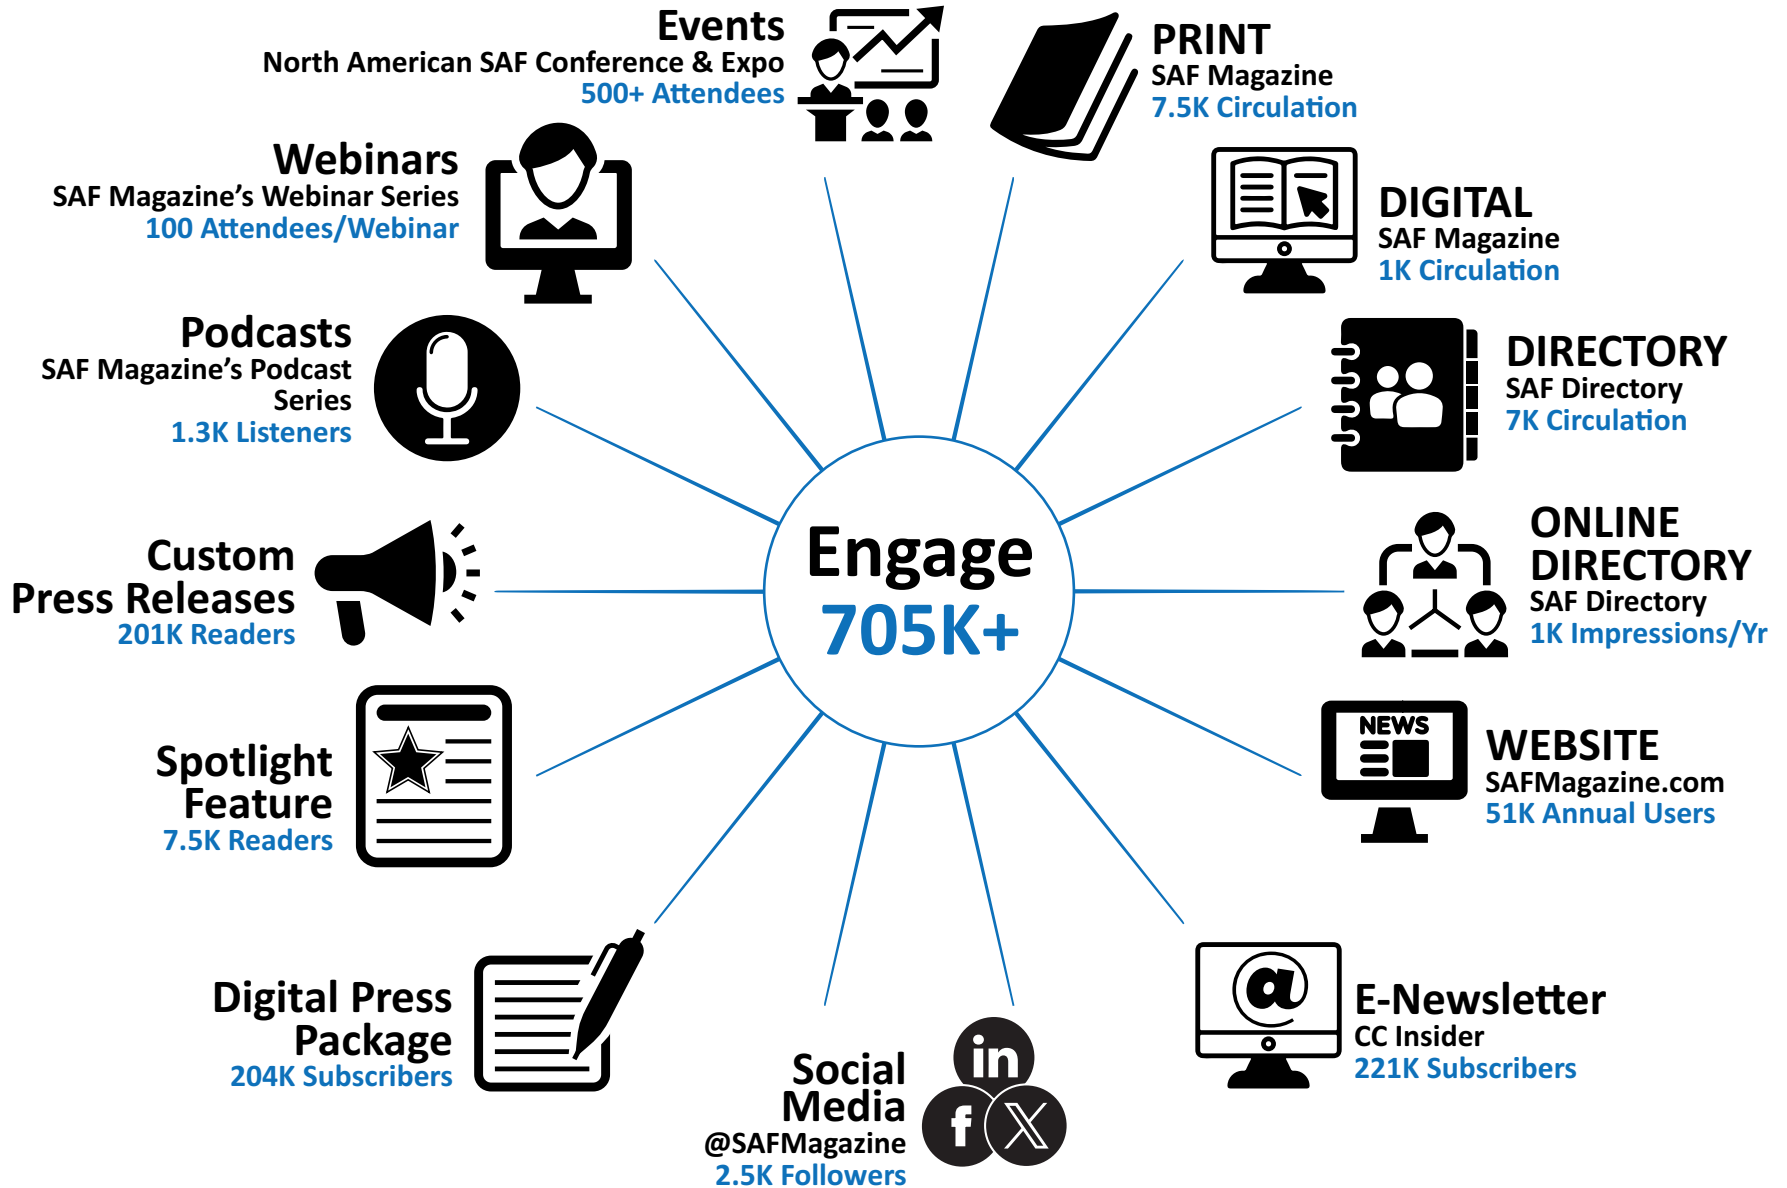 Events
North American SAF Conference & Expo
500+ Attendees
PRINT
SAF Magazine
7.5K Circulation
Webinars
SAF Magazine's Webinar Series
100 Attendees/Webinar
DIGITAL
SAF Magazine
1K Circulation
Podcasts
SAF Magazine's Podcast
Series
1.3K Listeners
DIRECTORY
SAF Directory
7K Circulation
Engage
705K+
Custom
Press Releases
201K Readers
ONLINE
DIRECTORY
SAF Directory
1K Impressions/Yr
Spotlight
Feature
7.5K Readers
NEWS
WEBSITE
SAFMagazine.com
51K Annual Users
Digital Press
Package
204K Subscribers
Social
Media
@SAFMagazine
2.5K Followers
in
f
X
@
E-Newsletter
CC Insider
221K Subscribers